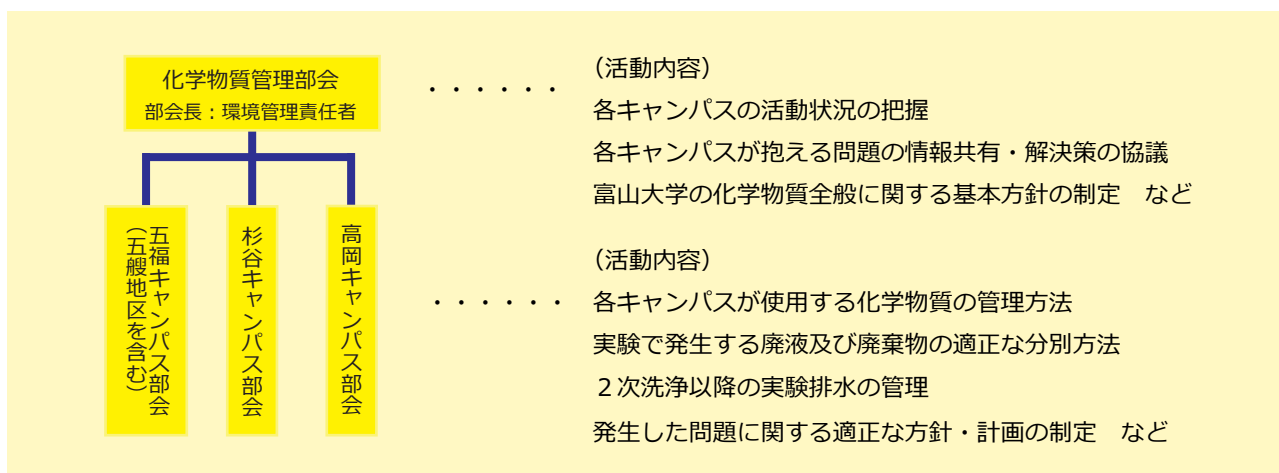 化学物質管理部会
部会長：環境管理責任者
・・・・・・
（活動内容）
各キャンパスの活動状況の把握
各キャンパスが抱える問題の情報共有・解決策の協議
富山大学の化学物質全般に関する基本方針の制定　など
五福キャンパス部会
（五艘地区を含む）
杉谷キャンパス部会
高岡キャンパス部会
・・・・・・
（活動内容）
各キャンパスが使用する化学物質の管理方法
実験で発生する廃液及び廃棄物の適正な分別方法
２次洗浄以降の実験排水の管理
発生した問題に関する適正な方針・計画の制定　など